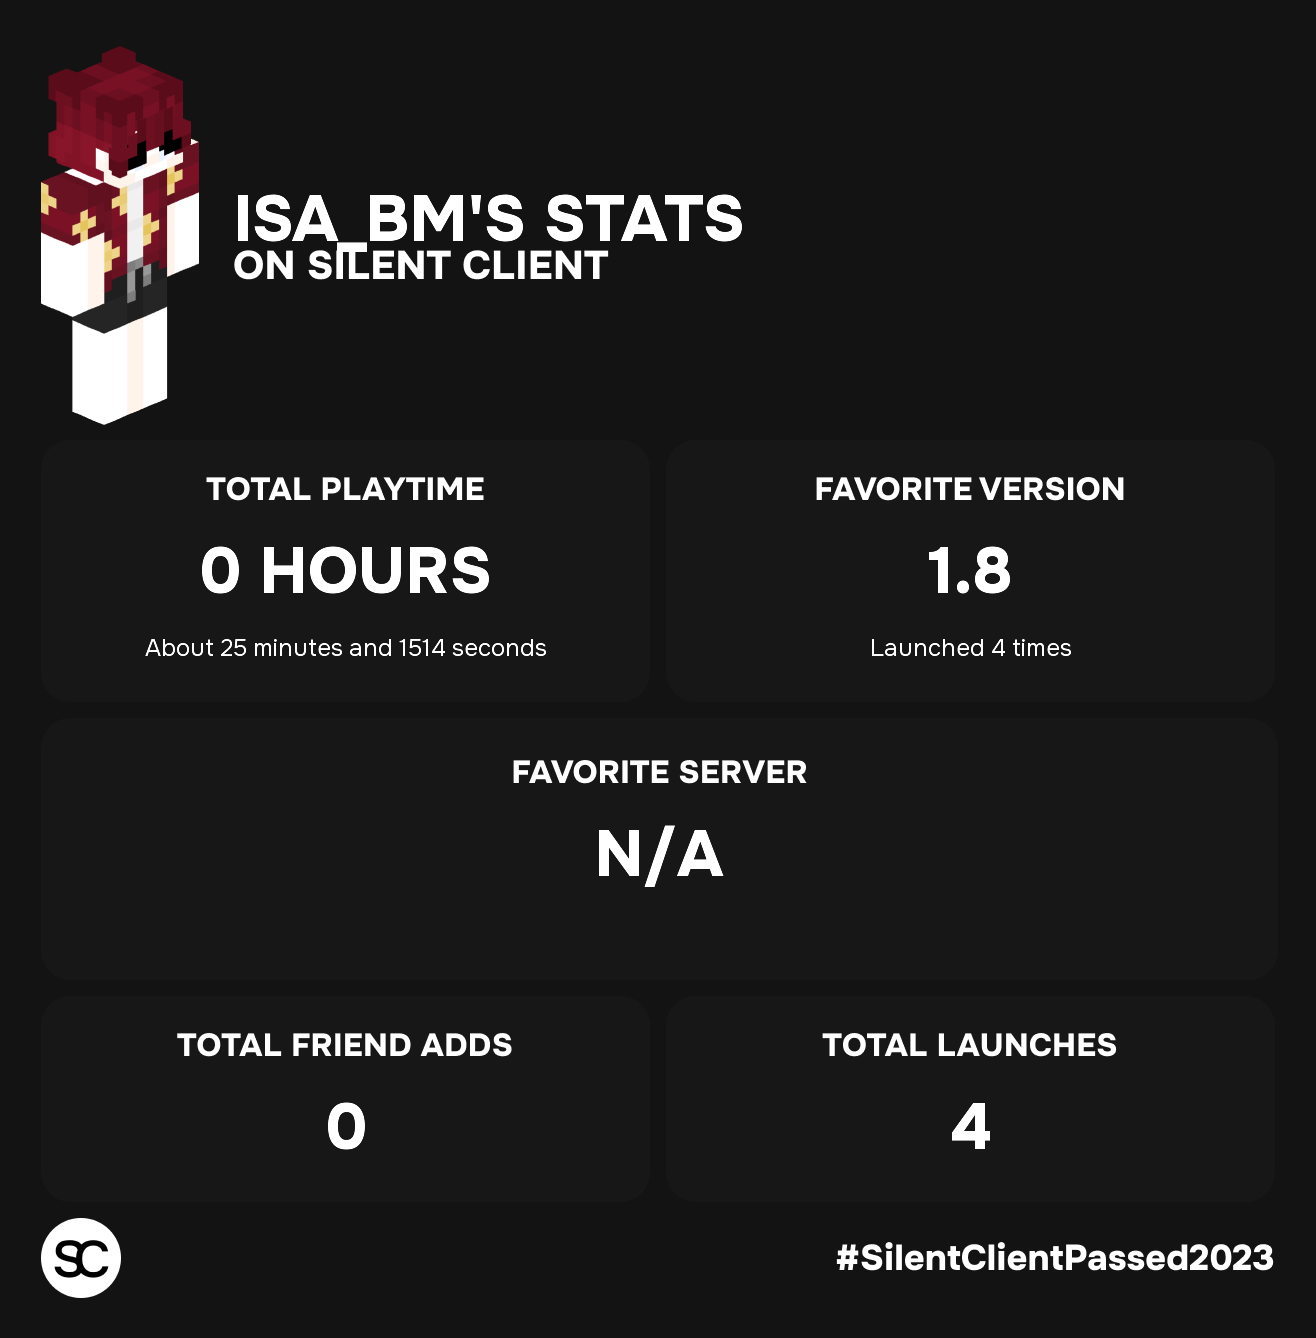 ISA_BM'S STATS
ON SILENT CLIENT
TOTAL PLAYTIME
0 HOURS
About 25 minutes and 1514 seconds
FAVORITE VERSION
1.8
Launched 4 times
FAVORITE SERVER
N/A
TOTAL FRIEND ADDS
0
TOTAL LAUNCHES
4
SC
#SilentClientPassed2023